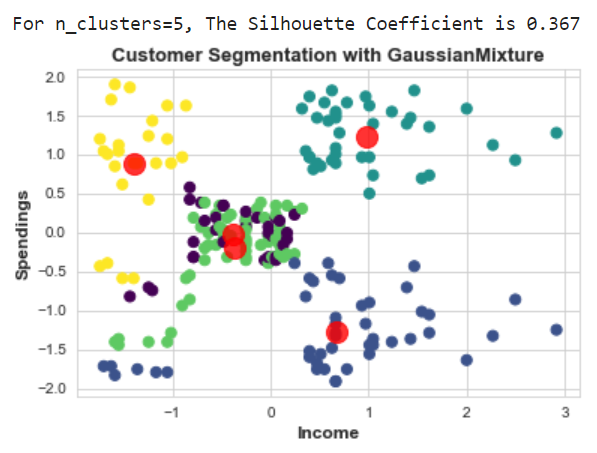 For n_clusters=5, The Silhouette Coefficient is 0.367
Customer Segmentation with GaussianMixture
2.0
1.5
1.0
0.5
0.0
−0.5
−1.0
−1.5
−2.0
Spendings
−1 0 1 2 3
Income